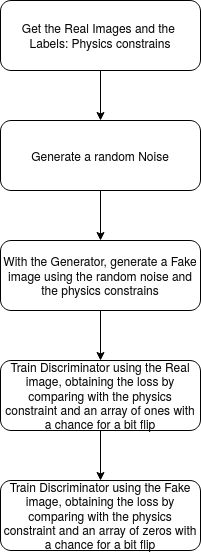 Get the Real Images and the
Labels: Physics constrains
Generate a random Noise
With the Generator, generate a Fake
image using the random noise and
the physics constrains
Train Discriminator using the Real
image, obtaining the loss by
comparing with the physics
constraint and an array of ones with
a chance for a bit flip
Train Discriminator using the Fake
image, obtaining the loss by
comparing with the physics
constraint and an array of zeros with
a chance for a bit flip